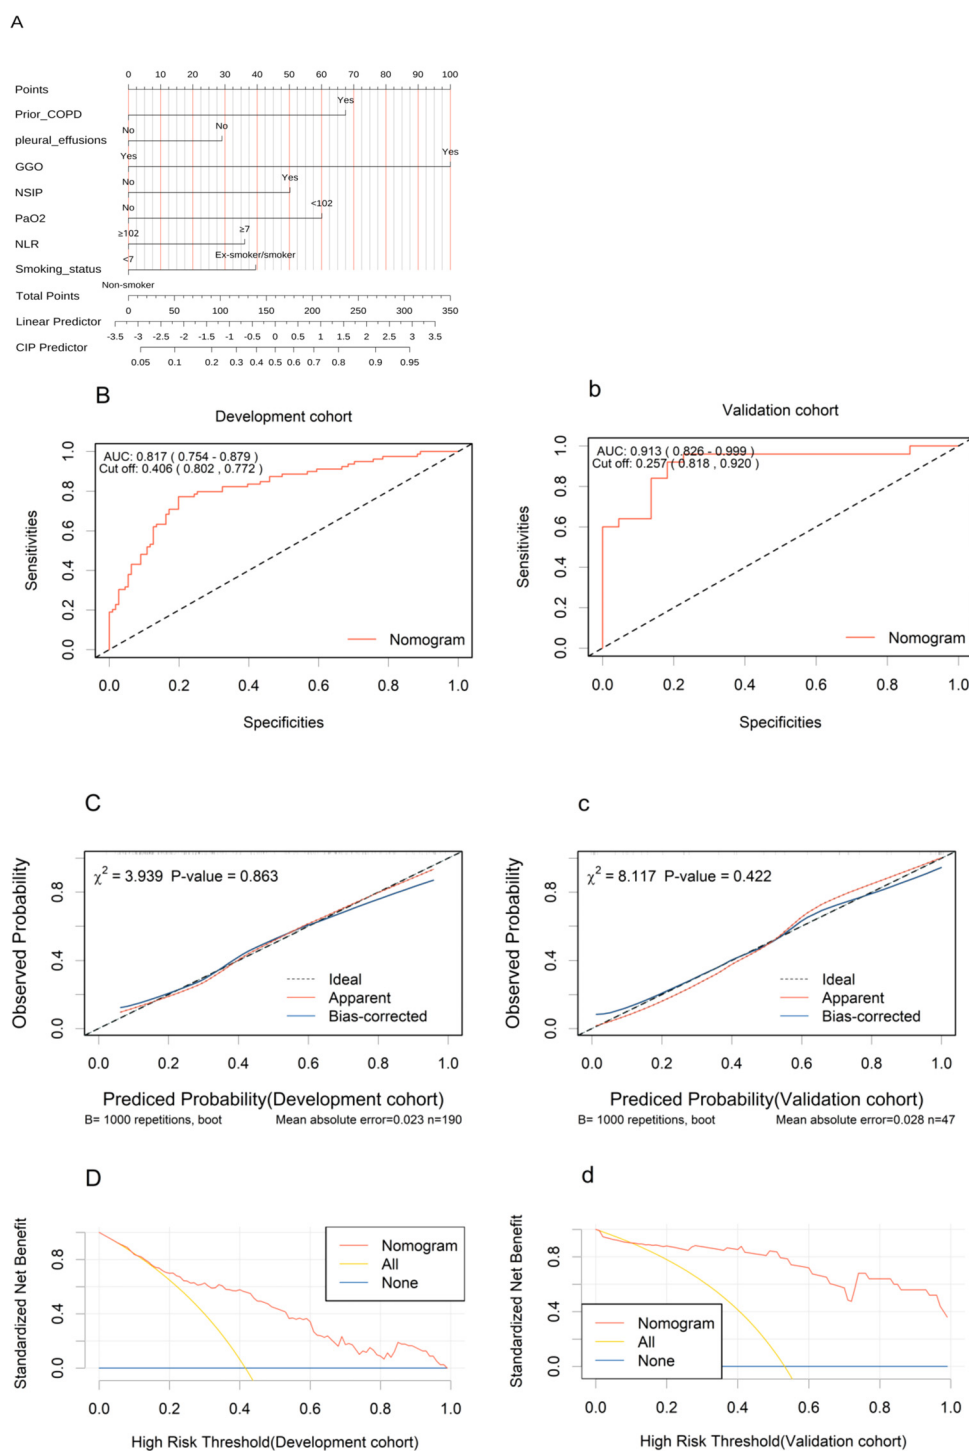 A
0 10 20 30 40 50 60 70 80 90 100
Points
Yes
Prior_COPD
No No
pleural_effusions
Yes Yes
GGO
No Yes
NSIP
No <102
PaO2
≥102 ≥7
NLR
<7 Ex-smoker/smoker
Smoking_status
Non-smoker
Total Points
0 50 100 150 200 250 300 350
Linear Predictor
-3.5 -3 -2.5 -2 -1.5 -1 -0.5 0 0.5 1 1.5 2 2.5 3 3.5
CIP Predictor
0.05 0.1 0.2 0.3 0.4 0.5 0.6 0.7 0.8 0.9 0.95
B
Development cohort
AUC: 0.817 ( 0.754 - 0.879 )
Cut off: 0.406 ( 0.802 , 0.772 )
Sensitivities
0.0 0.2 0.4 0.6 0.8 1.0
Nomogram
0.0 0.2 0.4 0.6 0.8 1.0
Specificities
b
Validation cohort
AUC: 0.913 ( 0.826 - 0.999 )
Cut off: 0.257 ( 0.818 , 0.920 )
Sensitivities
0.0 0.2 0.4 0.6 0.8 1.0
Nomogram
0.0 0.2 0.4 0.6 0.8 1.0
Specificities
C
χ² = 3.939 P-value = 0.863
Observed Probability
0.0 0.4 0.8
Ideal
Apparent
Bias-corrected
0.0 0.2 0.4 0.6 0.8 1.0
Prediced Probability(Development cohort)
B= 1000 repetitions, boot Mean absolute error=0.023 n=190
c
χ² = 8.117 P-value = 0.422
Observed Probability
0.0 0.4 0.8
Ideal
Apparent
Bias-corrected
0.0 0.2 0.4 0.6 0.8 1.0
Prediced Probability(Validation cohort)
B= 1000 repetitions, boot Mean absolute error=0.028 n=47
D
Standardized Net Benefit
0.0 0.4 0.8
Nomogram
All
None
0.0 0.2 0.4 0.6 0.8 1.0
High Risk Threshold(Development cohort)
d
Standardized Net Benefit
0.0 0.4 0.8
Nomogram
All
None
0.0 0.2 0.4 0.6 0.8 1.0
High Risk Threshold(Validation cohort)